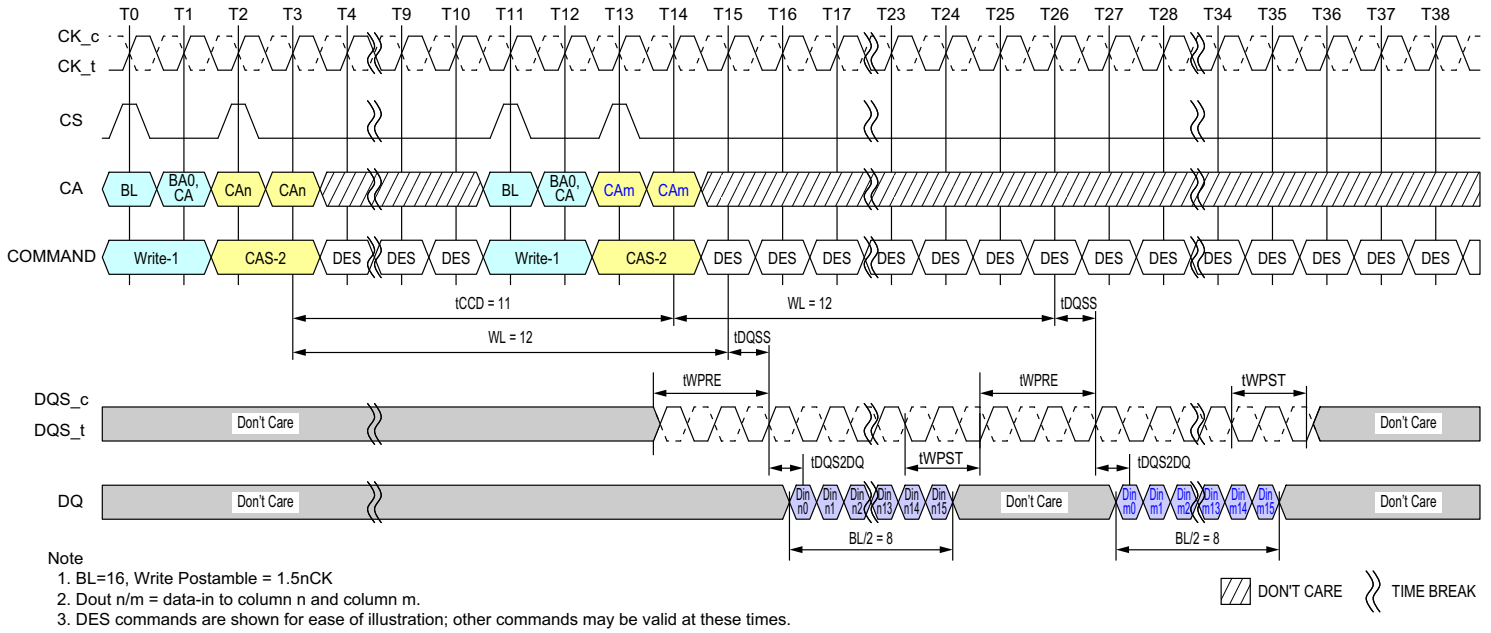 T0 T1 T2 T3 T4 T9 T10 T11 T12 T13 T14 T15 T16 T17 T23 T24 T25 T26 T27 T28 T34 T35 T36 T37 T38
CK_c
CK_t
CS
CA BL BA0, CA CAn CAn BL BA0, CA CAm CAm
COMMAND Write-1 CAS-2 DES DES DES Write-1 CAS-2 DES DES DES DES DES DES DES DES DES DES DES DES DES DES
tCCD = 11 WL = 12 tDQSS
WL = 12 tDQSS
tWPRE tWPRE tWPST
DQS_c
DQS_t Don't Care Don't Care
tDQS2DQ tWPST tDQS2DQ
DQ Don't Care Din n0 Din n1 Din n2 Din n13 Din n14 Din n15 Don't Care Din m0 Din m1 Din m2 Din m13 Din m14 Din m15 Don't Care
BL/2 = 8 BL/2 = 8
Note
1. BL=16, Write Postamble = 1.5nCK
2. Dout n/m = data-in to column n and column m.
3. DES commands are shown for ease of illustration; other commands may be valid at these times.
DON'T CARE TIME BREAK